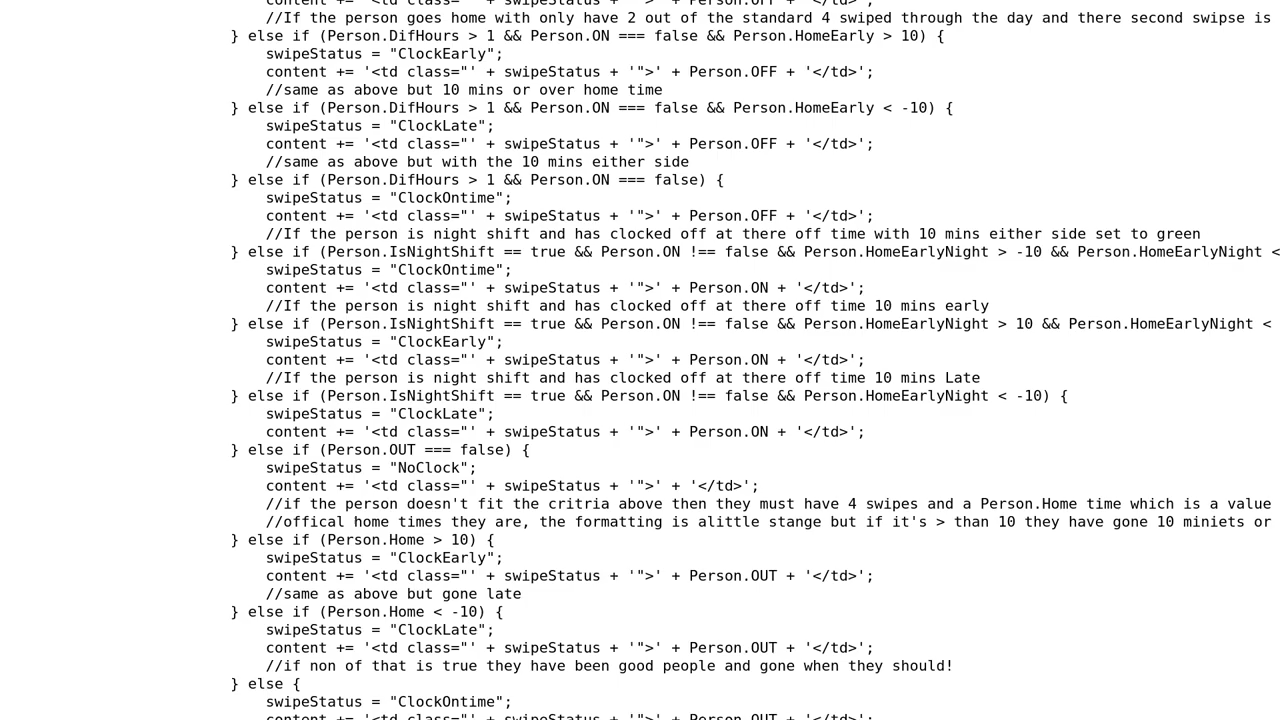 content += '<td class="' + swipeStatus + '">' + Person.OFF + '</td>';
//If the person goes home with only have 2 out of the standard 4 swiped through the day and there second swipse is
} else if (Person.DifHours > 1 && Person.ON === false && Person.HomeEarly > 10) {
swipeStatus = "ClockEarly";
content += '<td class="' + swipeStatus + '">' + Person.OFF + '</td>';
//same as above but 10 mins or over home time
} else if (Person.DifHours > 1 && Person.ON === false && Person.HomeEarly < -10) {
swipeStatus = "ClockLate";
content += '<td class="' + swipeStatus + '">' + Person.OFF + '</td>';
//same as above but with the 10 mins either side
} else if (Person.DifHours > 1 && Person.ON === false) {
swipeStatus = "ClockOntime";
content += '<td class="' + swipeStatus + '">' + Person.OFF + '</td>';
//If the person is night shift and has clocked off at there off time with 10 mins either side set to green
} else if (Person.IsNightShift == true && Person.ON !== false && Person.HomeEarlyNight > -10 && Person.HomeEarlyNight <
swipeStatus = "ClockOntime";
content += '<td class="' + swipeStatus + '">' + Person.ON + '</td>';
//If the person is night shift and has clocked off at there off time 10 mins early
} else if (Person.IsNightShift == true && Person.ON !== false && Person.HomeEarlyNight > 10 && Person.HomeEarlyNight <
swipeStatus = "ClockEarly";
content += '<td class="' + swipeStatus + '">' + Person.ON + '</td>';
//If the person is night shift and has clocked off at there off time 10 mins Late
} else if (Person.IsNightShift == true && Person.ON !== false && Person.HomeEarlyNight < -10) {
swipeStatus = "ClockLate";
content += '<td class="' + swipeStatus + '">' + Person.ON + '</td>';
} else if (Person.OUT === false) {
swipeStatus = "NoClock";
content += '<td class="' + swipeStatus + '">' + '</td>';
//if the person doesn't fit the critria above then they must have 4 swipes and a Person.Home time which is a value
//offical home times they are, the formatting is alittle stange but if it's > than 10 they have gone 10 miniets or
} else if (Person.Home > 10) {
swipeStatus = "ClockEarly";
content += '<td class="' + swipeStatus + '">' + Person.OUT + '</td>';
//same as above but gone late
} else if (Person.Home < -10) {
swipeStatus = "ClockLate";
content += '<td class="' + swipeStatus + '">' + Person.OUT + '</td>';
//if non of that is true they have been good people and gone when they should!
} else {
swipeStatus = "ClockOntime";
content += '<td class="' + swipeStatus + '">' + Person.OUT + '</td>';